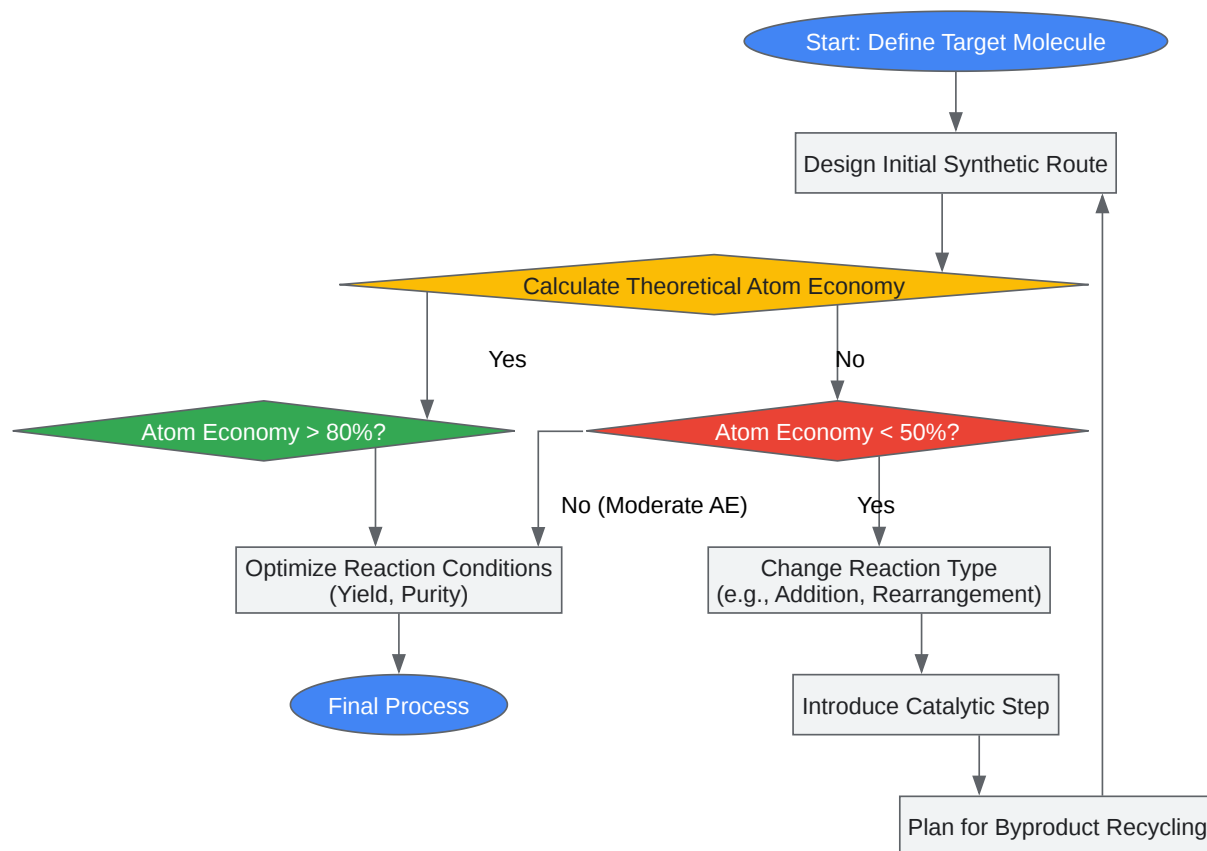 Start: Define Target Molecule
Design Initial Synthetic Route
Calculate Theoretical Atom Economy
Yes
No
Atom Economy > 80%?
Atom Economy < 50%?
No (Moderate AE)
Yes
Optimize Reaction Conditions
(Yield, Purity)
Change Reaction Type
(e.g., Addition, Rearrangement)
Final Process
Introduce Catalytic Step
Plan for Byproduct Recycling